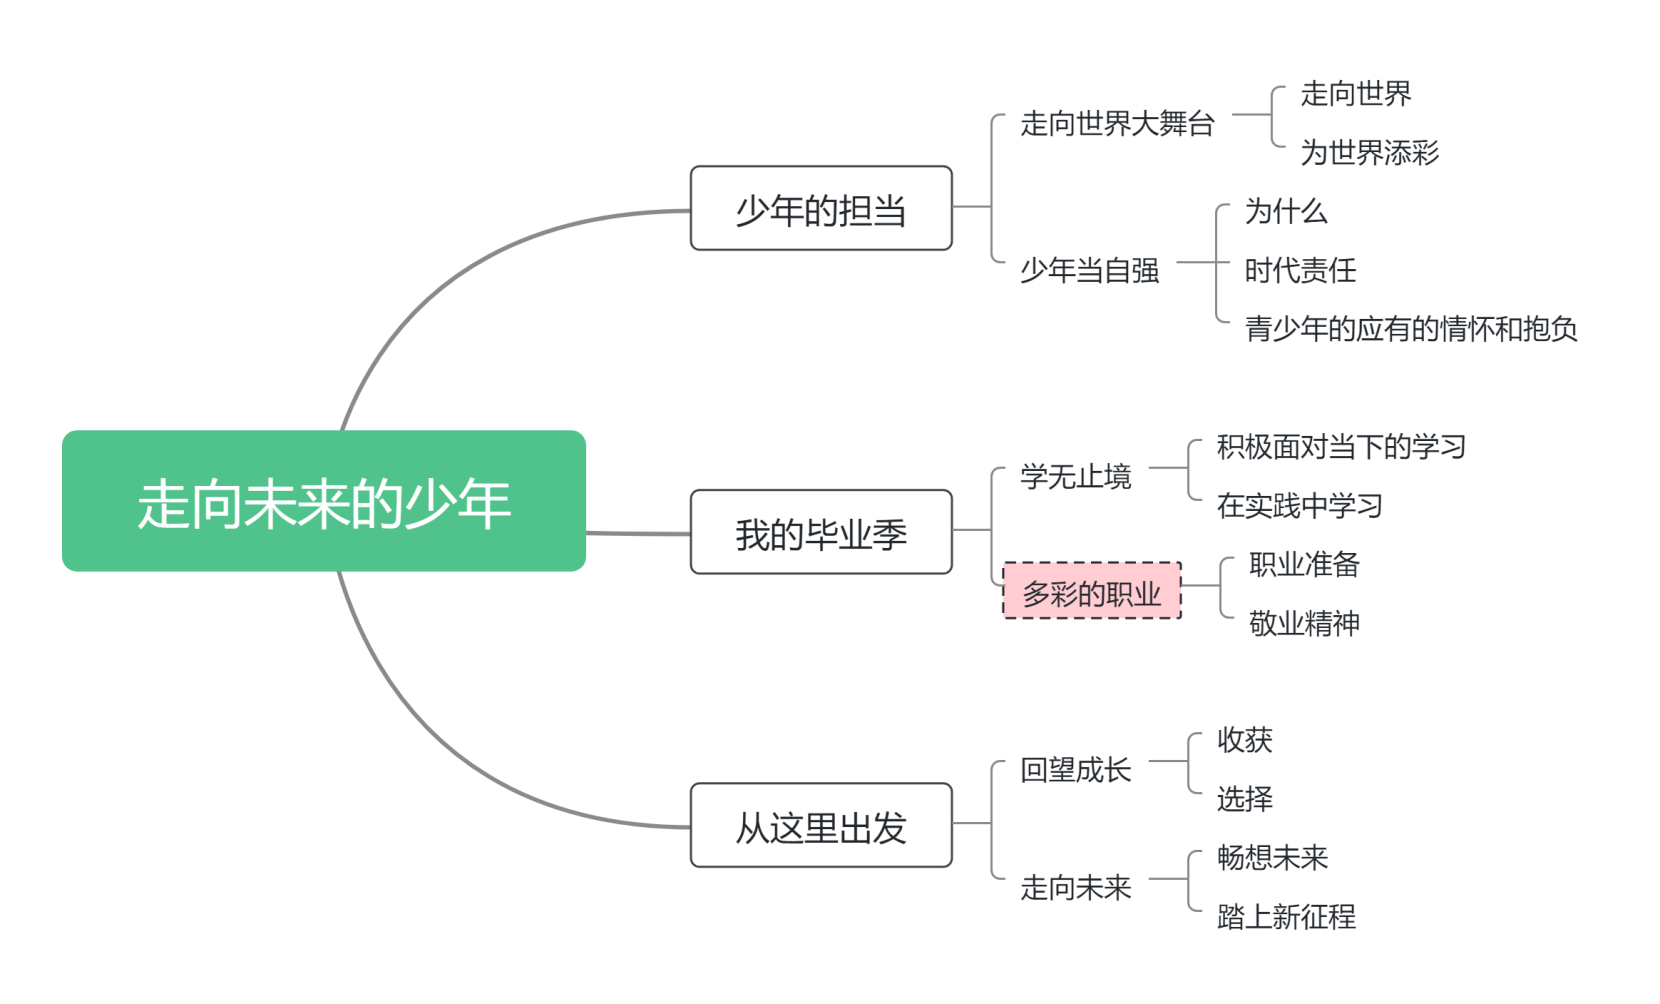 走向未来的少年
少年的担当
走向世界大舞台
走向世界
为世界添彩
少年当自强
为什么
时代责任
青少年的应有的情怀和抱负
我的毕业季
学无止境
积极面对当下的学习
在实践中学习
多彩的职业
职业准备
敬业精神
从这里出发
回望成长
收获
选择
走向未来
畅想未来
踏上新征程